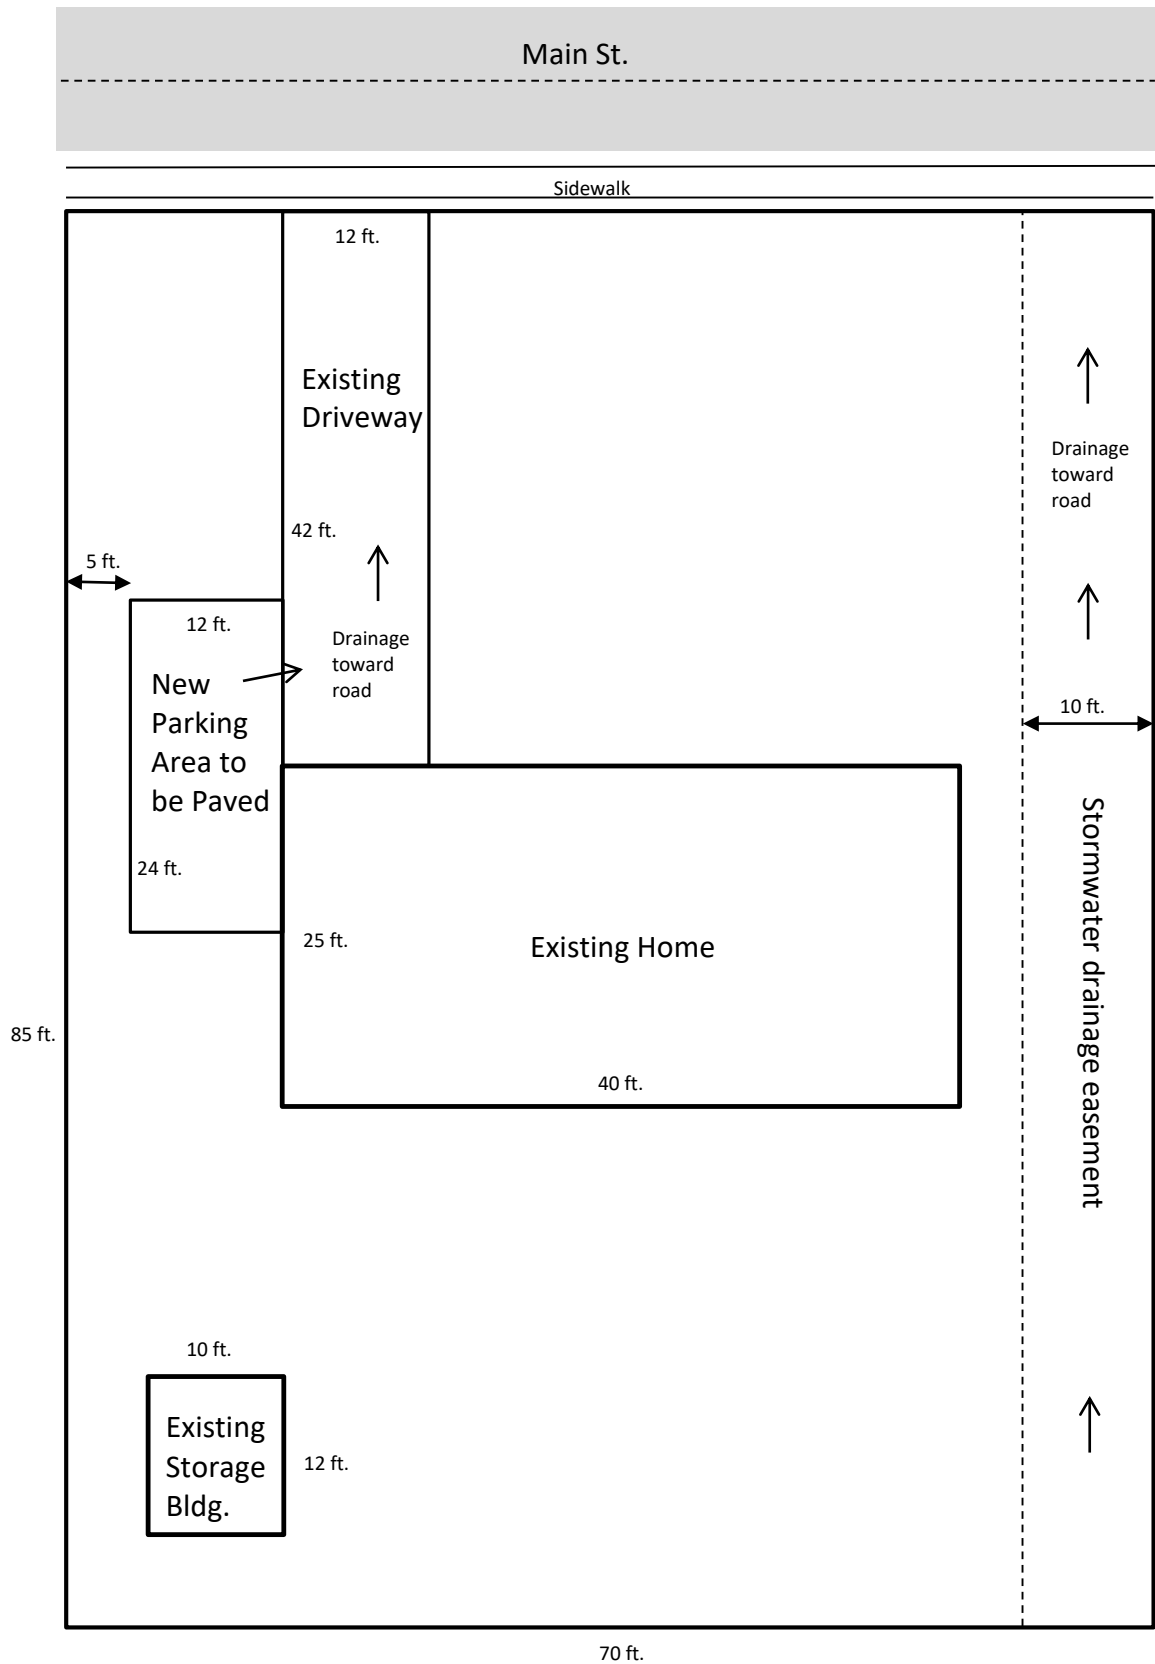 Main St.
Sidewalk
12 ft.
Existing
Driveway
Drainage
toward
road
42 ft.
5 ft.
12 ft.
Drainage
toward
road
New
Parking
Area to
be Paved
10 ft.
24 ft.
25 ft.
Existing Home
Stormwater drainage easement
85 ft.
40 ft.
10 ft.
Existing
Storage
Bldg.
12 ft.
70 ft.